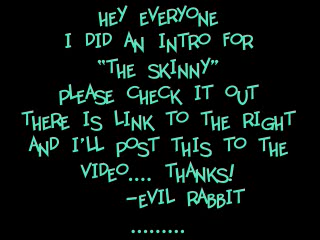 HEY EVERYONE
I DID AN INTRO FOR
"THE SKINNY"
PLEASE CHECK IT OUT
THERE IS LINK TO THE RIGHT
AND I'LL POST THIS TO THE
VIDEO.... THANKS!
-EVIL RABBIT
.........